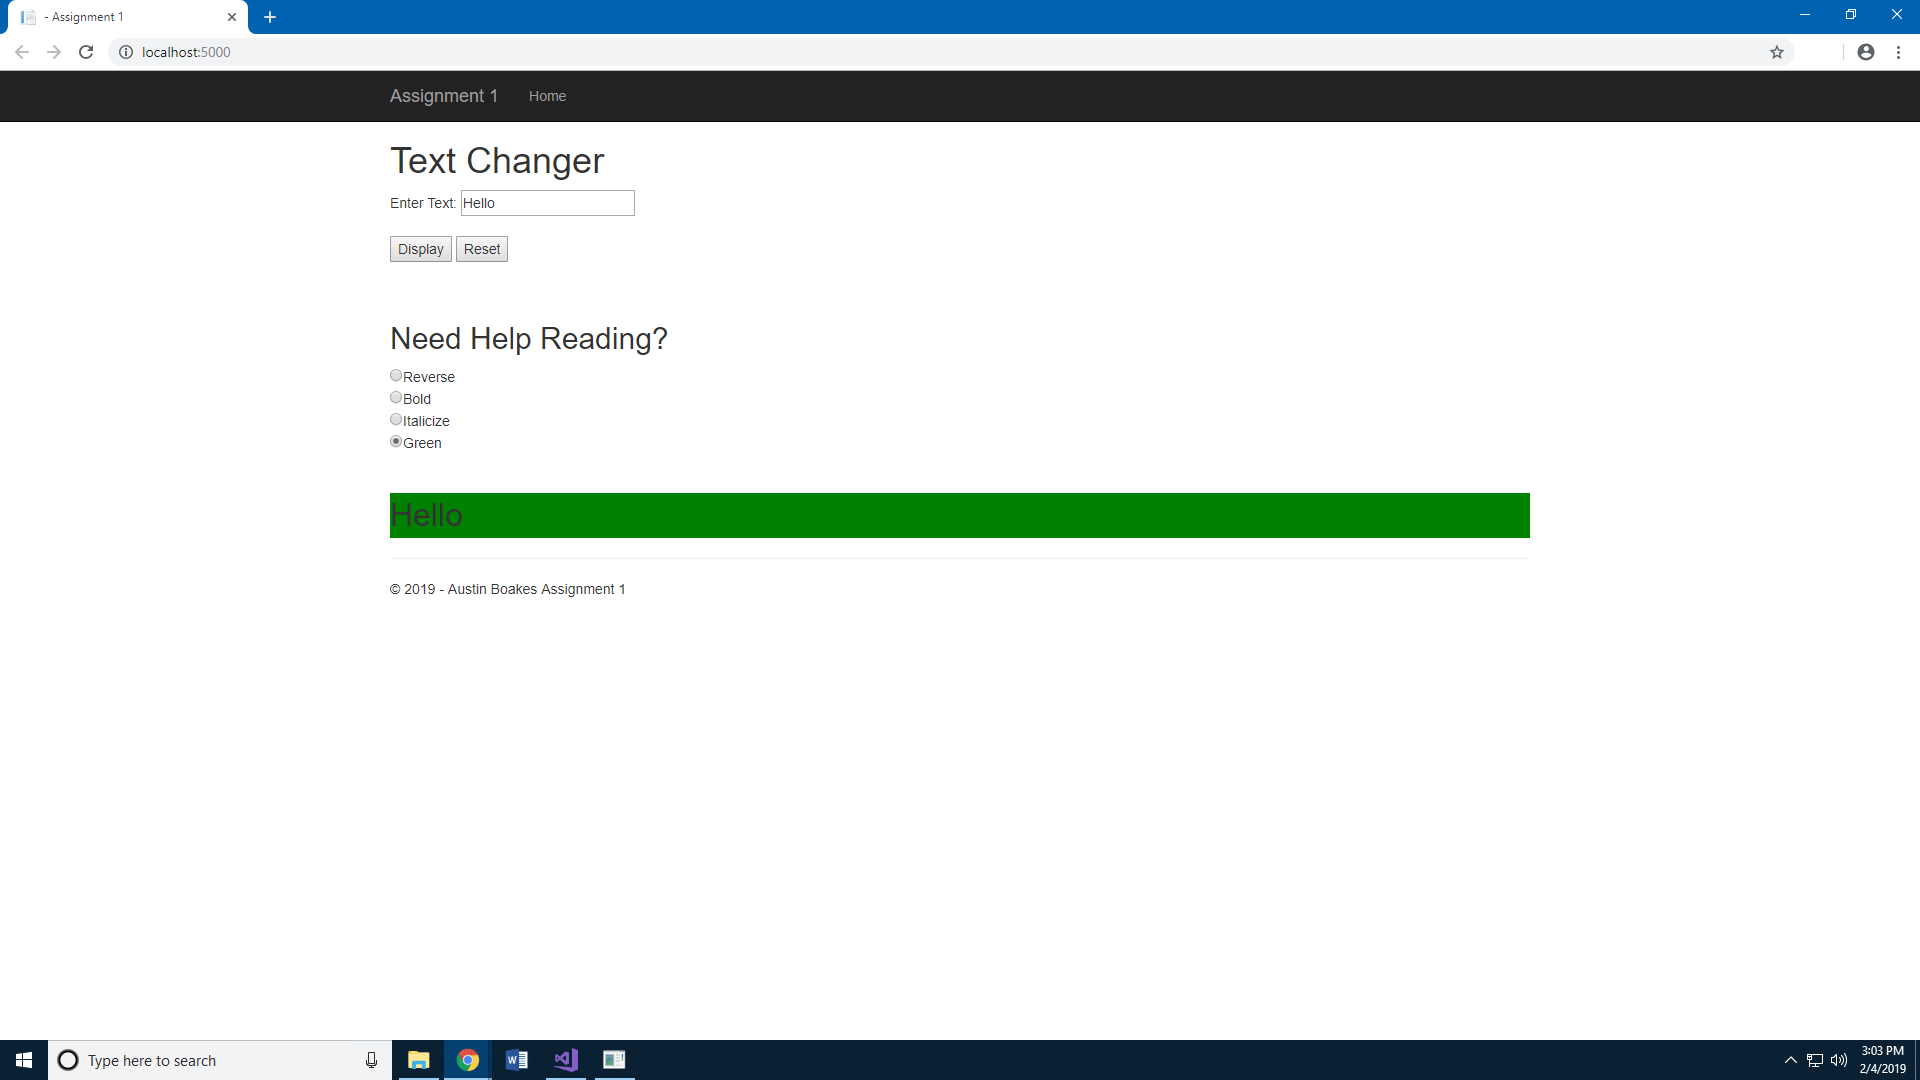 - Assignment 1
localhost:5000
Assignment 1 Home
Text Changer
Enter Text: Hello
Display Reset
Need Help Reading?
Reverse
Bold
Italicize
Green
Hello
© 2019 - Austin Boakes Assignment 1
Type here to search
3:03 PM
2/4/2019